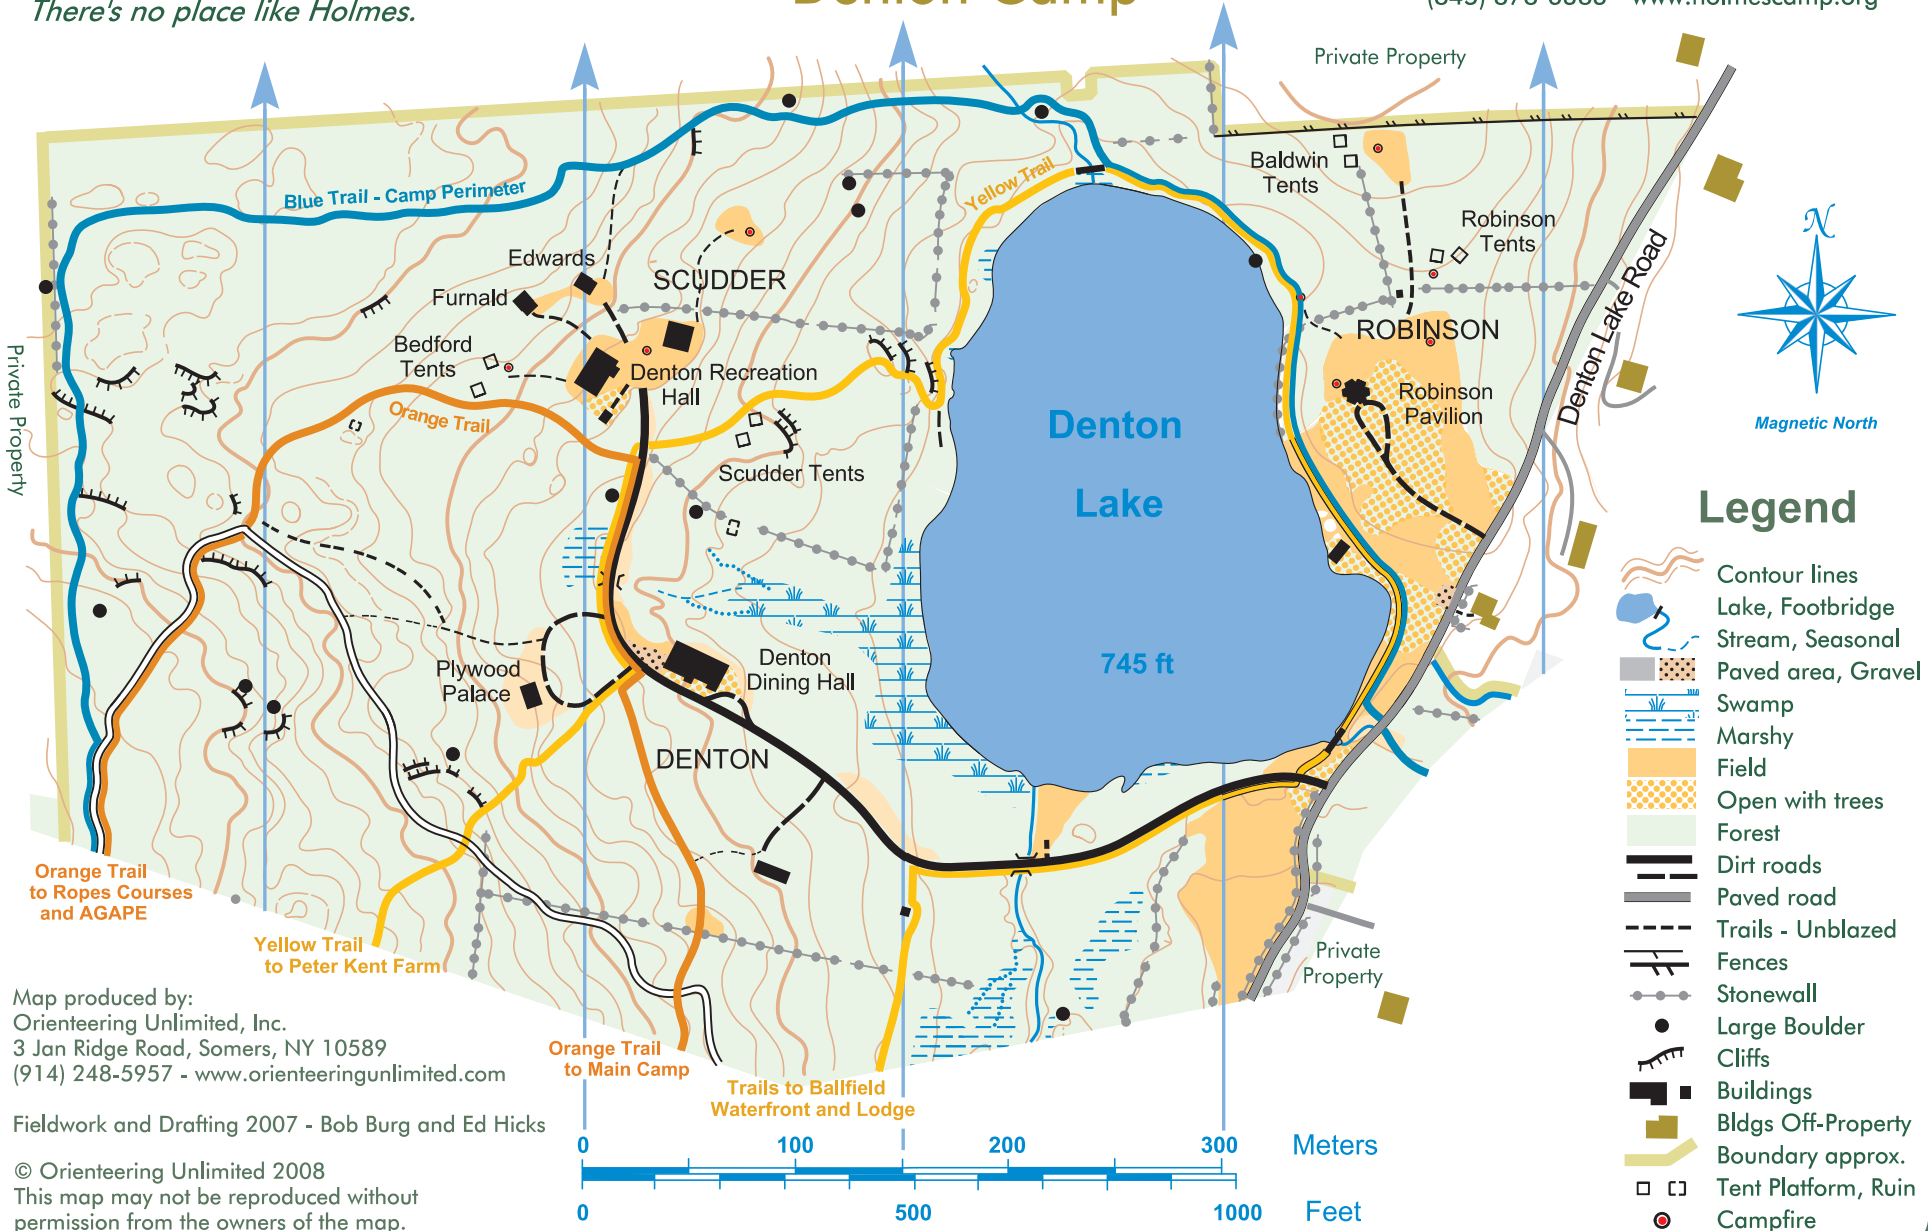 There's no place like Holmes.
Denton Camp
www.holmescamp.org
Private Property
Baldwin
Tents
Yellow Trail
Blue Trail - Camp Perimeter
Robinson
Tents
N
Edwards
SCUDDER
Furnald
Denton Lake Road
ROBINSON
Bedford
Tents
Private Property
Denton Recreation
Hall
Robinson
Pavilion
Orange Trail
Denton
Lake
745 ft
Magnetic North
Scudder Tents
Plywood
Palace
Denton
Dining Hall
DENTON
Orange Trail
to Ropes Courses
and AGAPE
Yellow Trail
to Peter Kent Farm
Private
Property
Orange Trail
to Main Camp
Trails to Ballfield
Waterfront and Lodge
Legend
Contour lines
Lake, Footbridge
Stream, Seasonal
Paved area, Gravel
Swamp
Marshy
Field
Open with trees
Forest
Dirt roads
Paved road
Trails - Unblazed
Fences
Stonewall
Large Boulder
Cliffs
Buildings
Bldgs Off-Property
Boundary approx.
Tent Platform, Ruin
Campfire
Map produced by:
Orienteering Unlimited, Inc.
3 Jan Ridge Road, Somers, NY 10589
(914) 248-5957 - www.orienteeringunlimited.com
Fieldwork and Drafting 2007 - Bob Burg and Ed Hicks
© Orienteering Unlimited 2008
This map may not be reproduced without
permission from the owners of the map.
0 100 200 300 Meters
0 500 1000 Feet